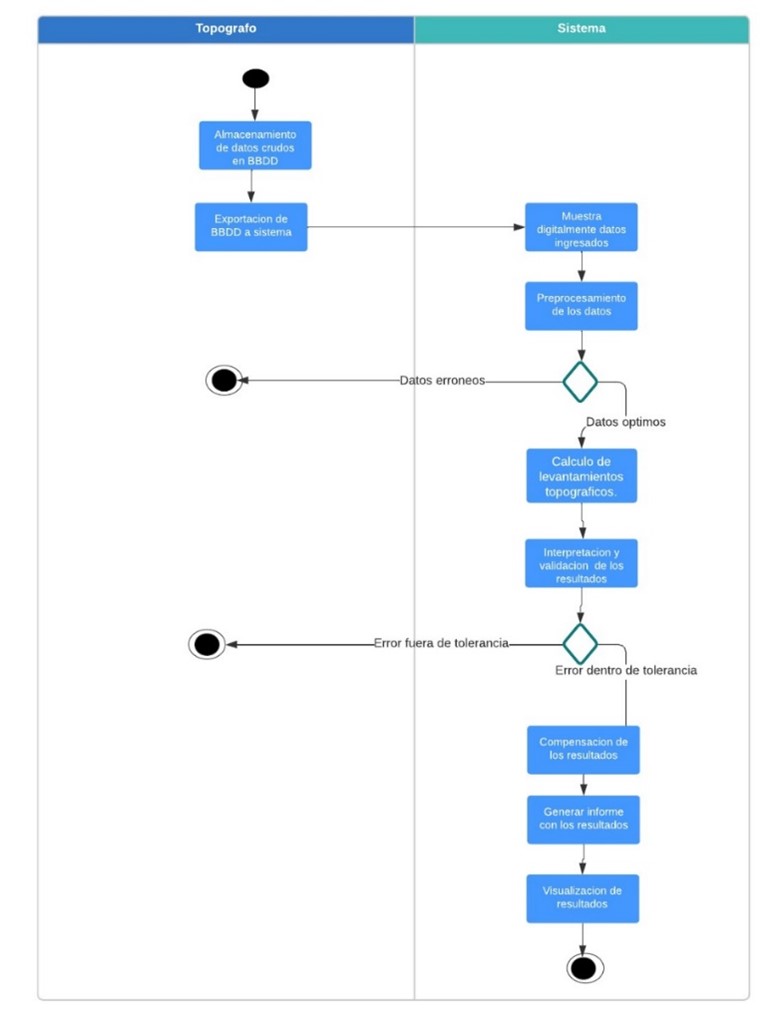 Topografo
Sistema
Almacenamiento
de datos crudos
en BBDD
Exportacion de
BBDD a sistema
Muestra
digitalmente datos
ingresados
Preprocesamiento
de los datos
Datos erroneos
Datos optimos
Calculo de
levantamientos
topograficos.
Interpretacion y
validacion de los
resultados
Error fuera de tolerancia
Error dentro de tolerancia
Compensacion de
los resultados
Generar informe
con los resultados
Visualizacion de
resultados